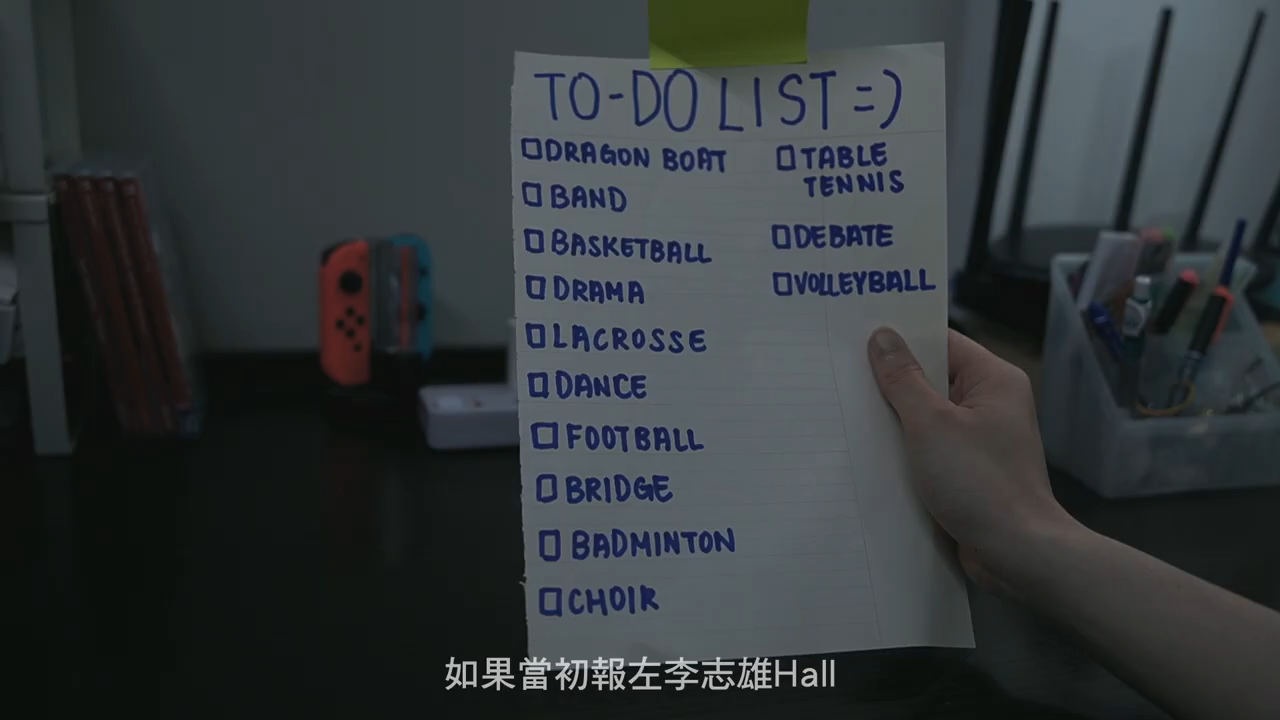 TO-DO LIST =)
DRAGON BOAT
BAND
BASKETBALL
DRAMA
LACROSSE
DANCE
FOOTBALL
BRIDGE
BADMINTON
CHOIR
TABLE
TENNIS
DEBATE
VOLLEYBALL
如果當初報左李志雄Hall